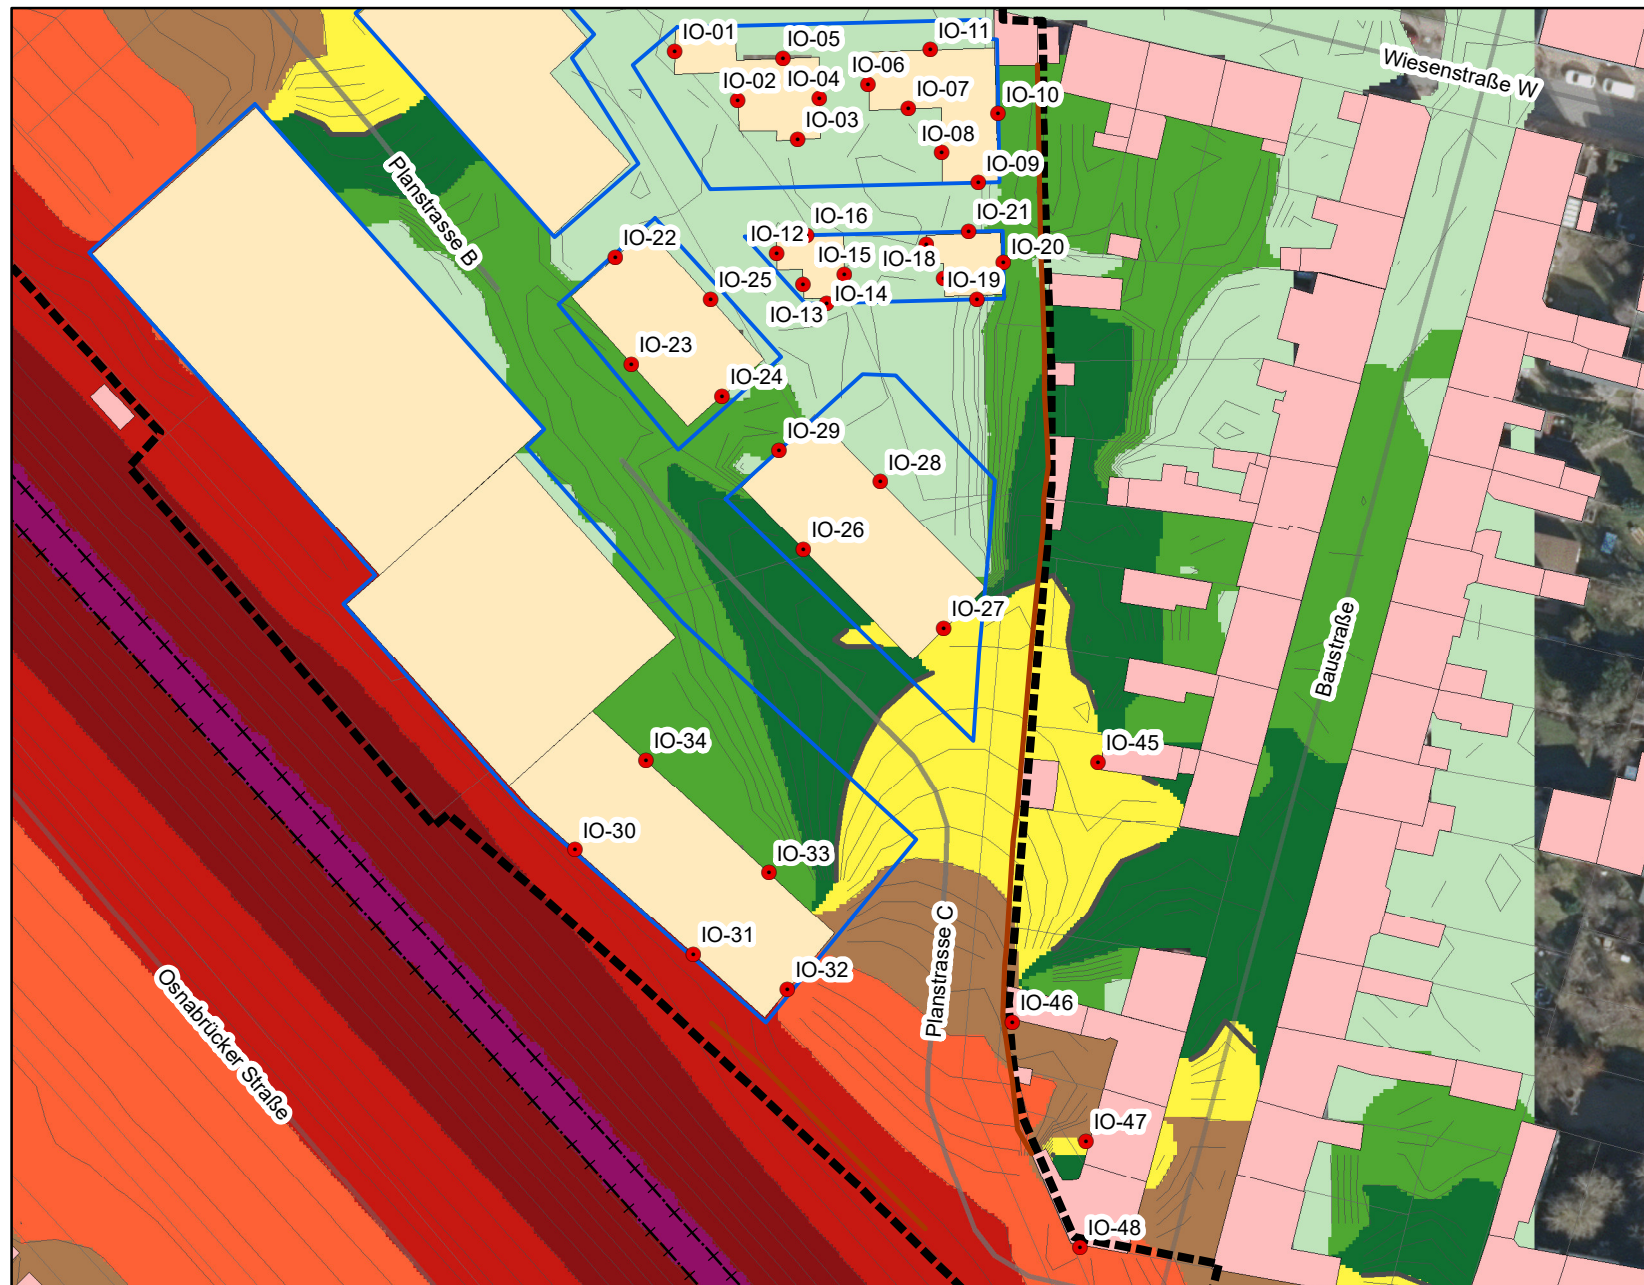 IO-01
IO-05
IO-11
Wiesenstraße W
IO-02
IO-04
IO-06
IO-07
IO-10
IO-03
IO-08
IO-09
Planstrasse B
IO-16
IO-21
IO-22
IO-12
IO-15
IO-18
IO-20
IO-25
IO-14
IO-19
IO-13
IO-23
IO-24
IO-29
IO-28
IO-26
IO-27
Baustraße
IO-34
IO-45
IO-30
IO-33
IO-31
IO-32
Planstrasse C
IO-46
Osnabrücker Straße
IO-47
IO-48